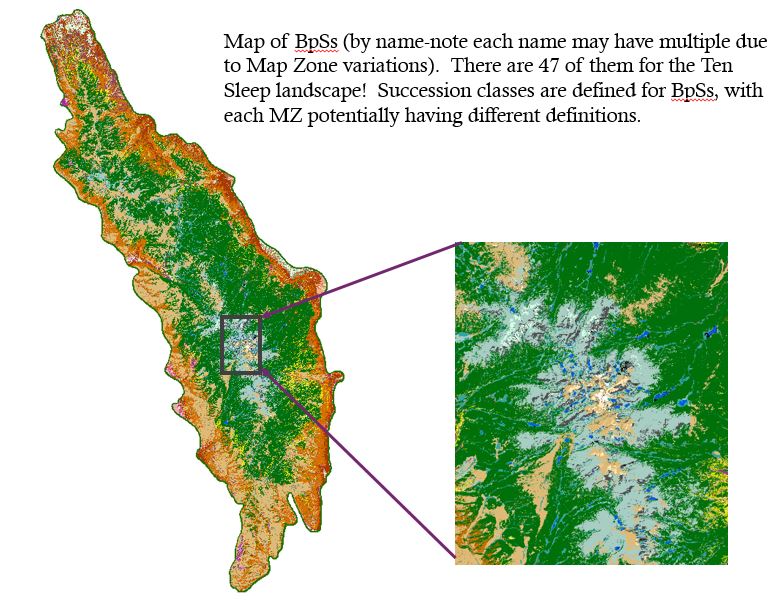 Map of BpSs (by name-note each name may have multiple due
to Map Zone variations).  There are 47 of them for the Ten
Sleep landscape!  Succession classes are defined for BpSs, with
each MZ potentially having different definitions.